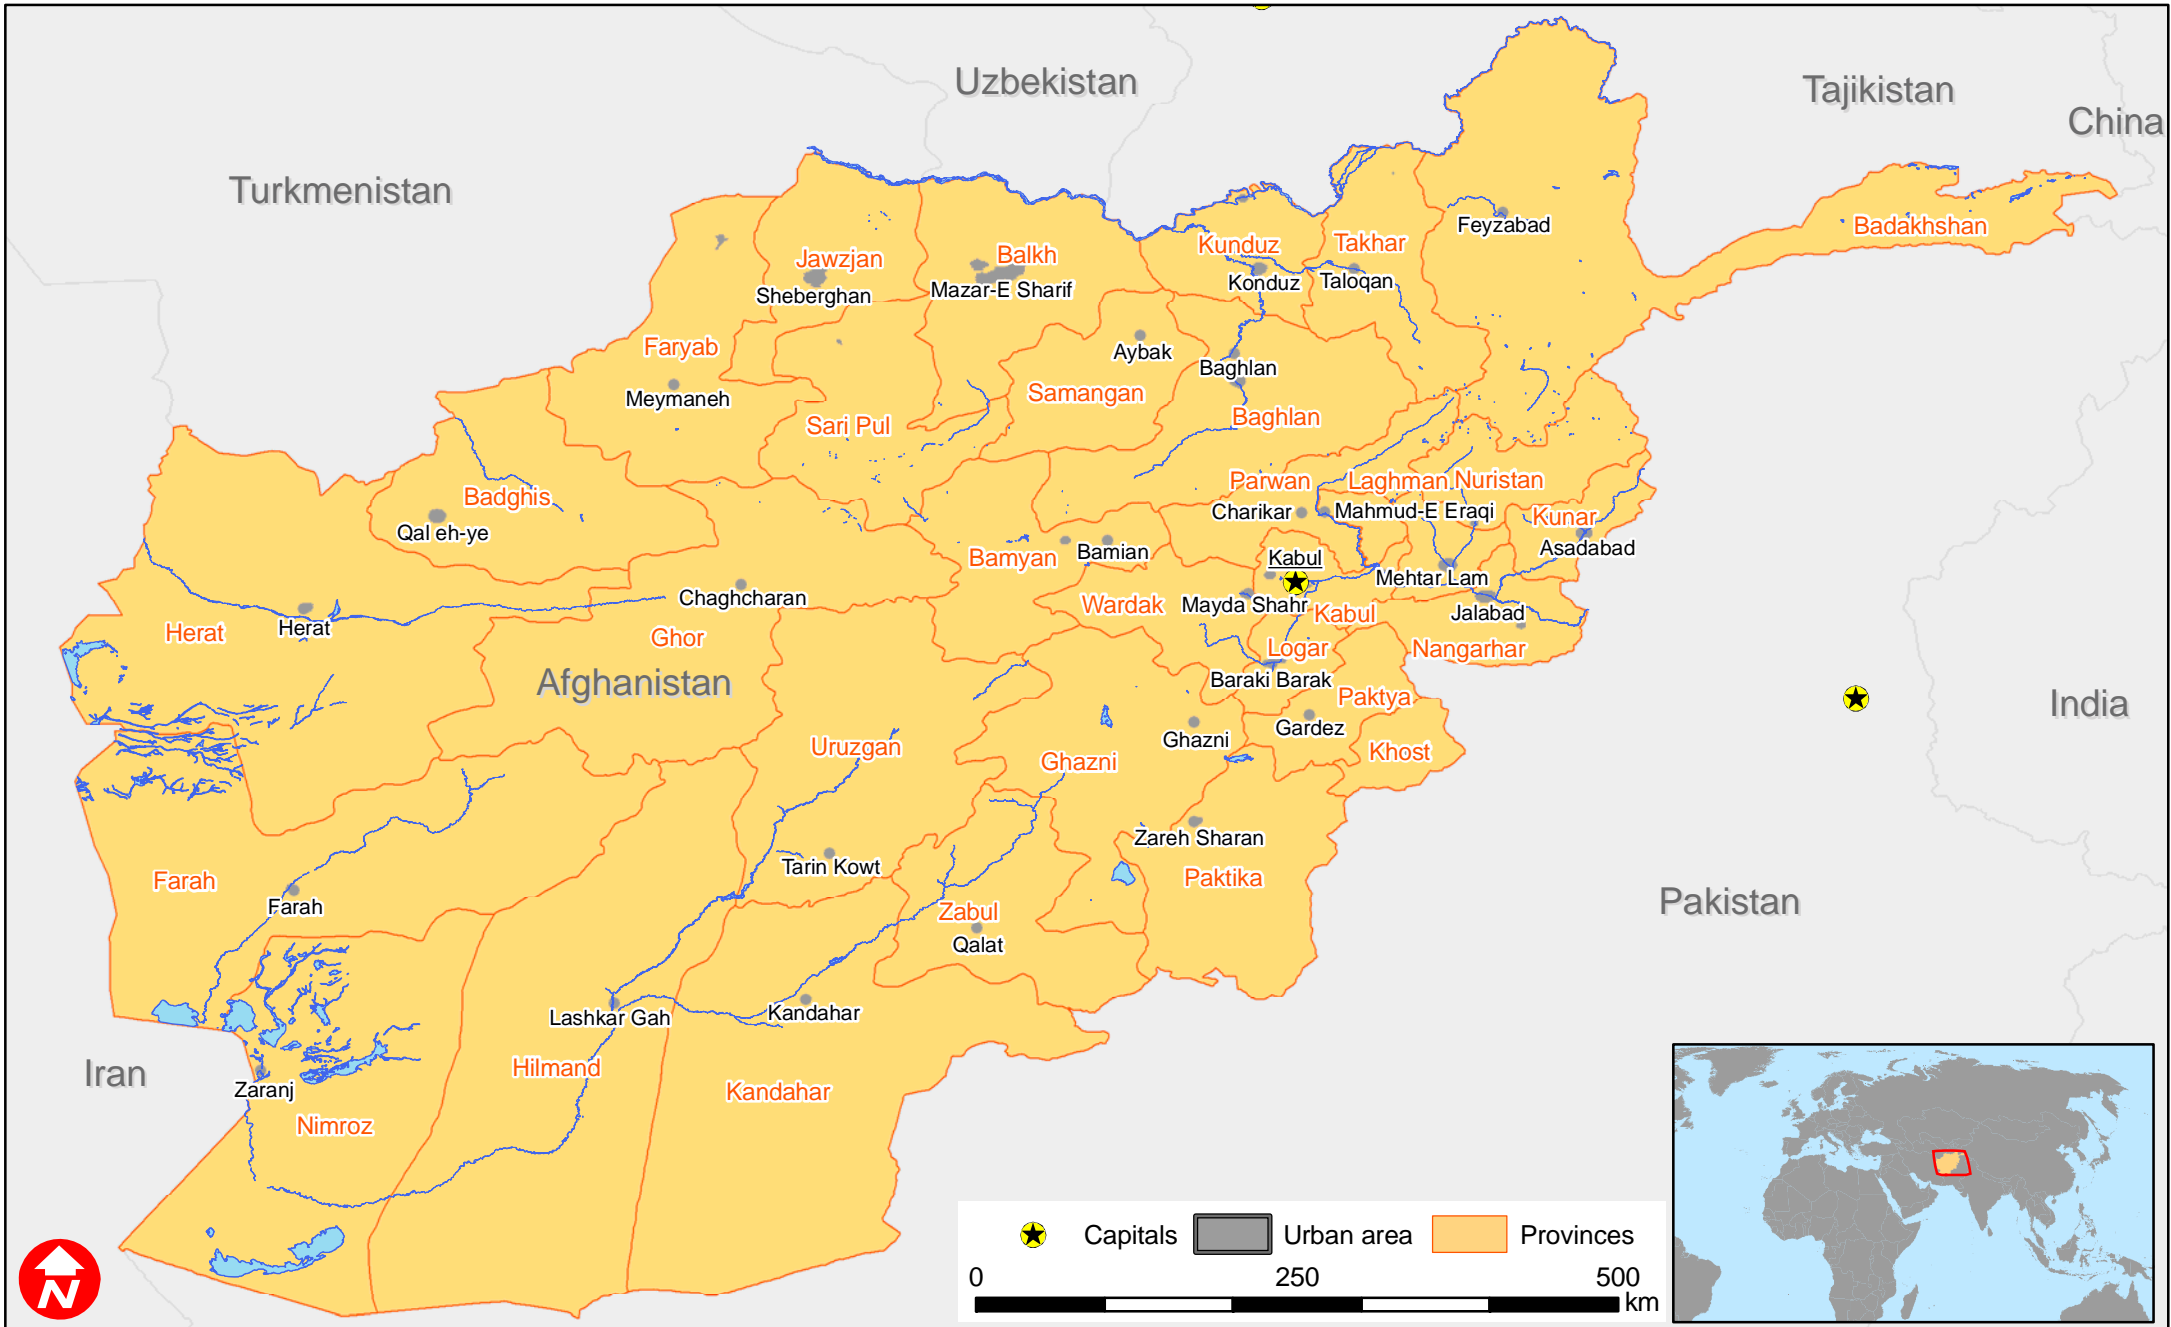 Uzbekistan
Tajikistan
China
Turkmenistan
Feyzabad
Badakhshan
Kunduz
Takhar
Jawzjan
Balkh
Sheberghan
Mazar-E Sharif
Konduz
Taloqan
Faryab
Aybak
Baghlan
Meymaneh
Samangan
Baghlan
Sari Pul
Badghis
Parwan
Laghman
Nuristan
Qal eh-ye
Charikar
Mahmud-E Eraqi
Kunar
Bamyan
Bamian
Kabul
Asadabad
Chaghcharan
Wardak
Mayda Shahr
Mehtar Lam
Kabul
Jalabad
Herat
Herat
Ghor
Logar
Nangarhar
Afghanistan
Baraki Barak
Paktya
India
Uruzgan
Ghazni
Ghazni
Gardez
Khost
Zareh Sharan
Tarin Kowt
Paktika
Farah
Farah
Zabul
Qalat
Pakistan
Lashkar Gah
Kandahar
Iran
Zaranj
Hilmand
Kandahar
Nimroz
Capitals
Urban area
Provinces
0
250
500
km
N